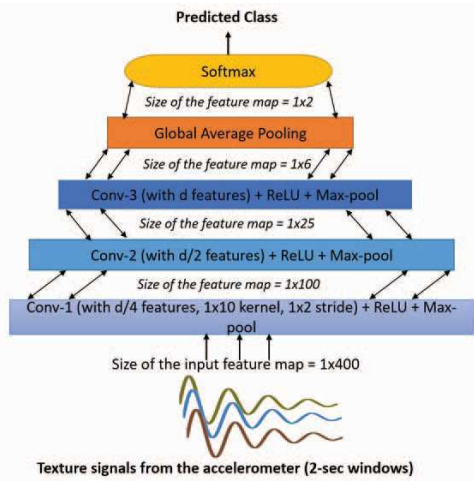 Predicted Class
Softmax
Size of the feature map = 1x2
Global Average Pooling
Size of the feature map = 1x6
Conv-3 (with d features) + ReLU + Max-pool
Size of the feature map = 1x25
Conv-2 (with d/2 features) + ReLU + Max-pool
Size of the feature map = 1x100
Conv-1 (with d/4 features, 1x10 kernel, 1x2 stride) + ReLU + Max-
pool
Size of the input feature map = 1x400
Texture signals from the accelerometer (2-sec windows)